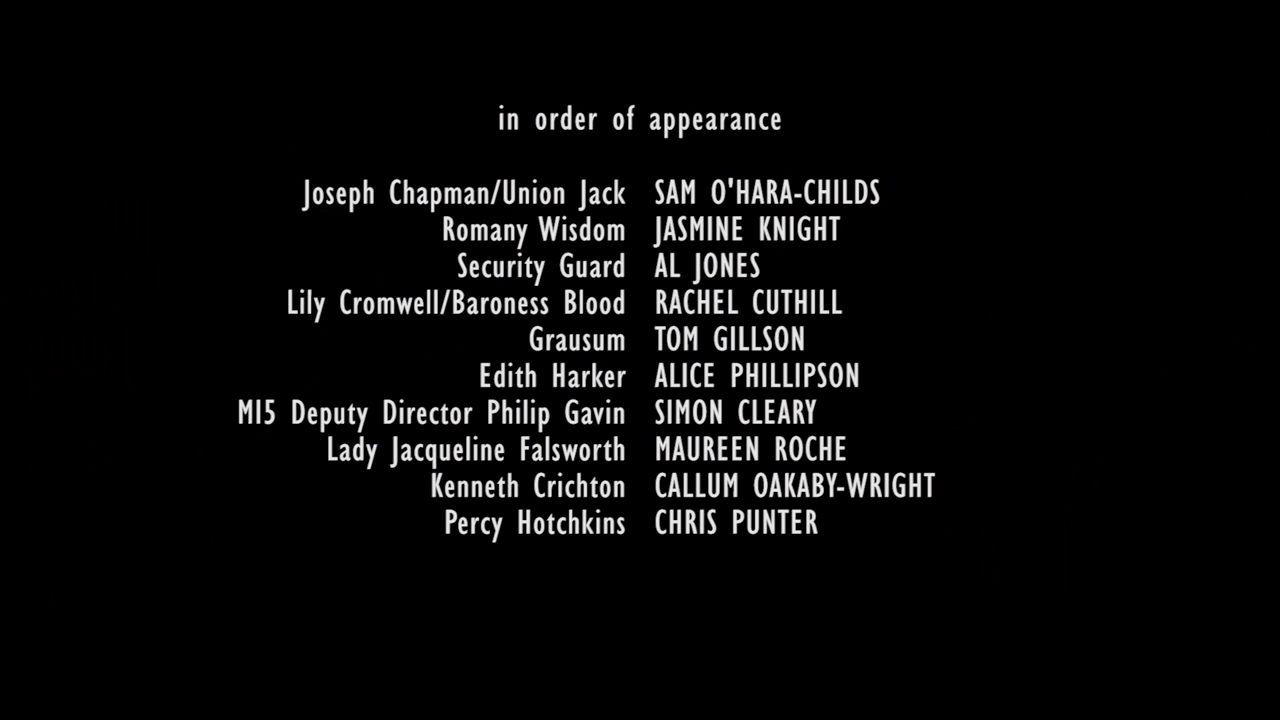 in order of appearance
Joseph Chapman/Union Jack SAM O'HARA-CHILDS
Romany Wisdom JASMINE KNIGHT
Security Guard AL JONES
Lily Cromwell/Baroness Blood RACHEL CUTHILL
Grausum TOM GILLSON
Edith Harker ALICE PHILLIPSON
MI5 Deputy Director Philip Gavin SIMON CLEARY
Lady Jacqueline Falsworth MAUREEN ROCHE
Kenneth Crichton CALLUM OAKABY-WRIGHT
Percy Hotchkins CHRIS PUNTER